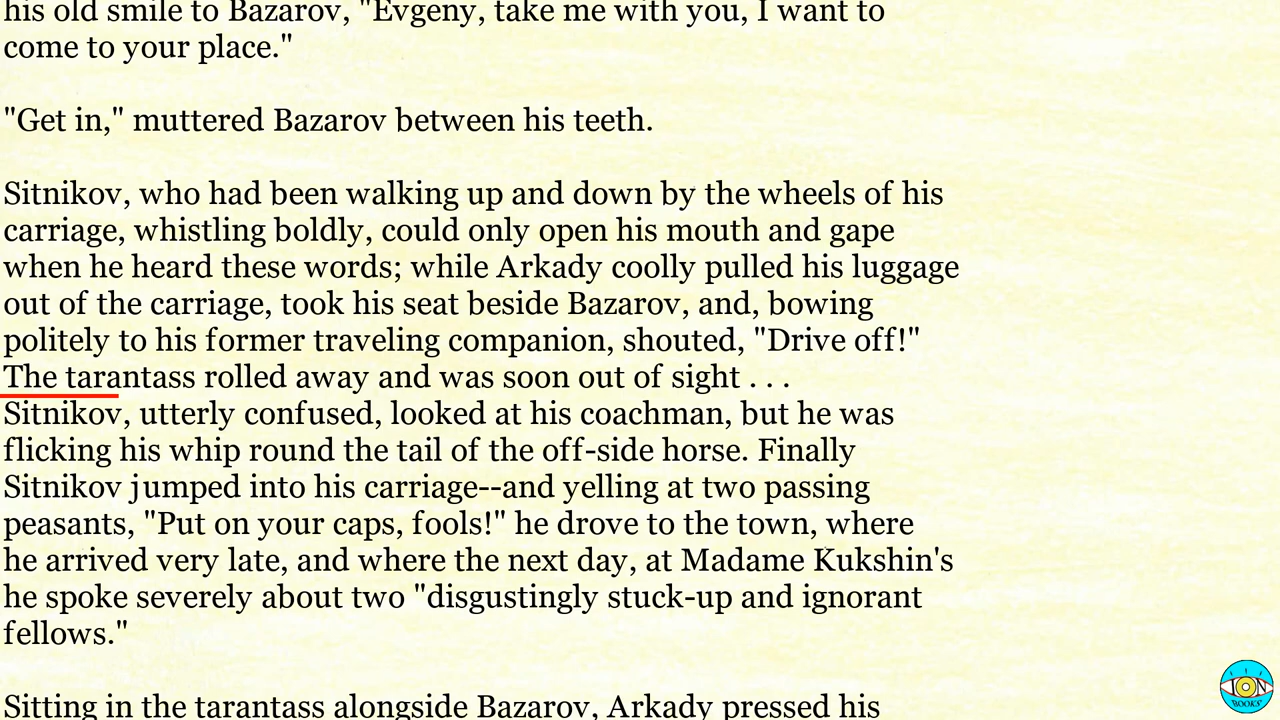 his old smile to Bazarov, "Evgeny, take me with you, I want to
come to your place."
"Get in," muttered Bazarov between his teeth.
Sitnikov, who had been walking up and down by the wheels of his
carriage, whistling boldly, could only open his mouth and gape
when he heard these words; while Arkady coolly pulled his luggage
out of the carriage, took his seat beside Bazarov, and, bowing
politely to his former traveling companion, shouted, "Drive off!"
The tarantass rolled away and was soon out of sight . . .
Sitnikov, utterly confused, looked at his coachman, but he was
flicking his whip round the tail of the off-side horse. Finally
Sitnikov jumped into his carriage--and yelling at two passing
peasants, "Put on your caps, fools!" he drove to the town, where
he arrived very late, and where the next day, at Madame Kukshin's
he spoke severely about two "disgustingly stuck-up and ignorant
fellows."
Sitting in the tarantass alongside Bazarov, Arkady pressed his
ION
BOOKS